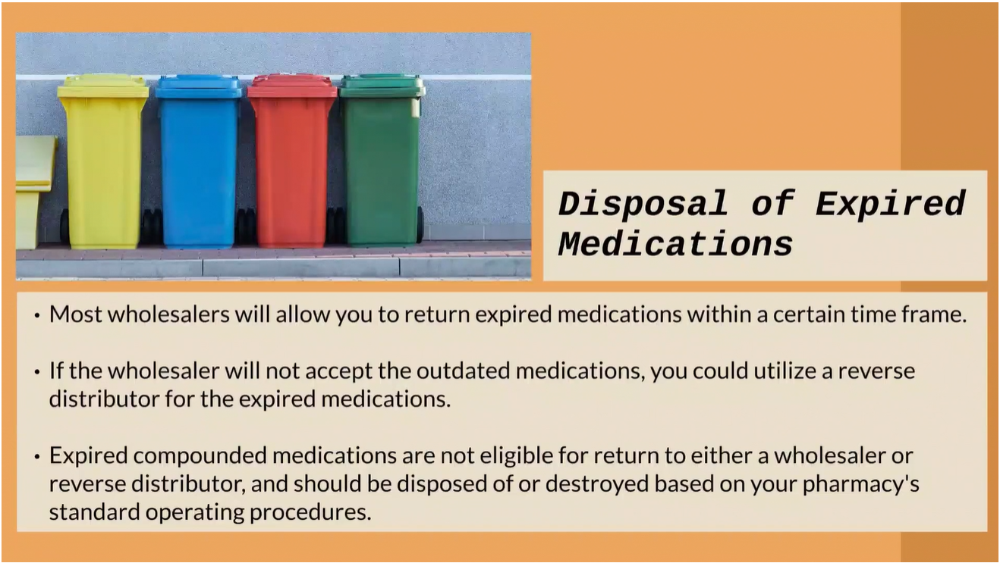 Disposal of Expired
Medications
• Most wholesalers will allow you to return expired medications within a certain time frame.
• If the wholesaler will not accept the outdated medications, you could utilize a reverse
distributor for the expired medications.
• Expired compounded medications are not eligible for return to either a wholesaler or
reverse distributor, and should be disposed of or destroyed based on your pharmacy's
standard operating procedures.